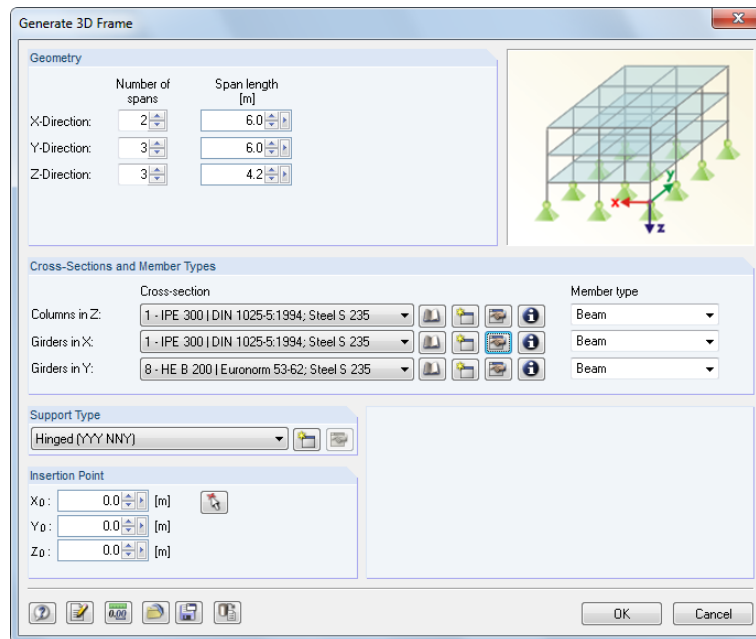 Generate 3D Frame
Geometry
Number of spans
Span length [m]
X-Direction: 2 6.0
Y-Direction: 3 6.0
Z-Direction: 3 4.2
x
y
z
Cross-Sections and Member Types
Cross-section Member type
Columns in Z: 1 - IPE 300 | DIN 1025-5:1994; Steel S 235 Beam
Girders in X: 1 - IPE 300 | DIN 1025-5:1994; Steel S 235 Beam
Girders in Y: 8 - HE B 200 | Euronorm 53-62; Steel S 235 Beam
Support Type
Hinged (YYY NNY)
Insertion Point
X0 : 0.0 [m]
Y0 : 0.0 [m]
Z0 : 0.0 [m]
0.00
OK Cancel